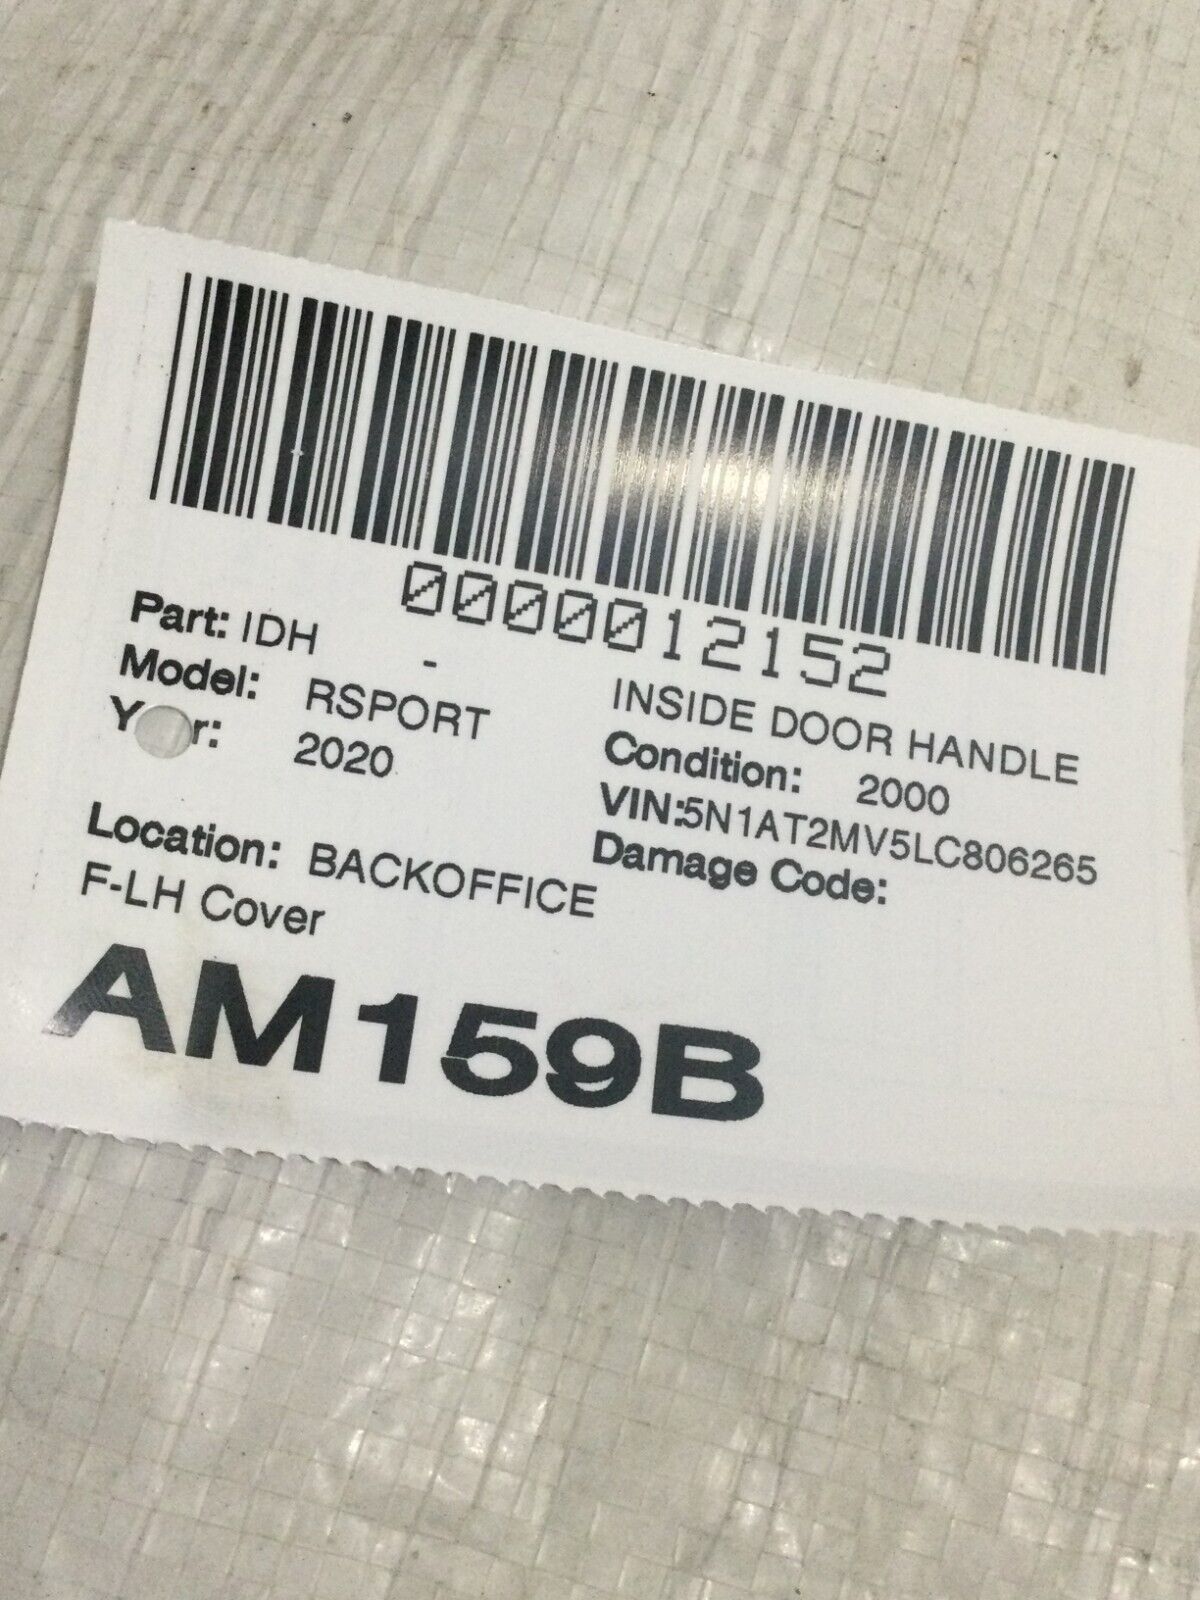 0000012152
Part: IDH -
INSIDE DOOR HANDLE
Model: RSPORT
Condition: 2000
Y r: 2020
VIN:5N1AT2MV5LC806265
Damage Code:
Location: BACKOFFICE
F-LH Cover
AM159B